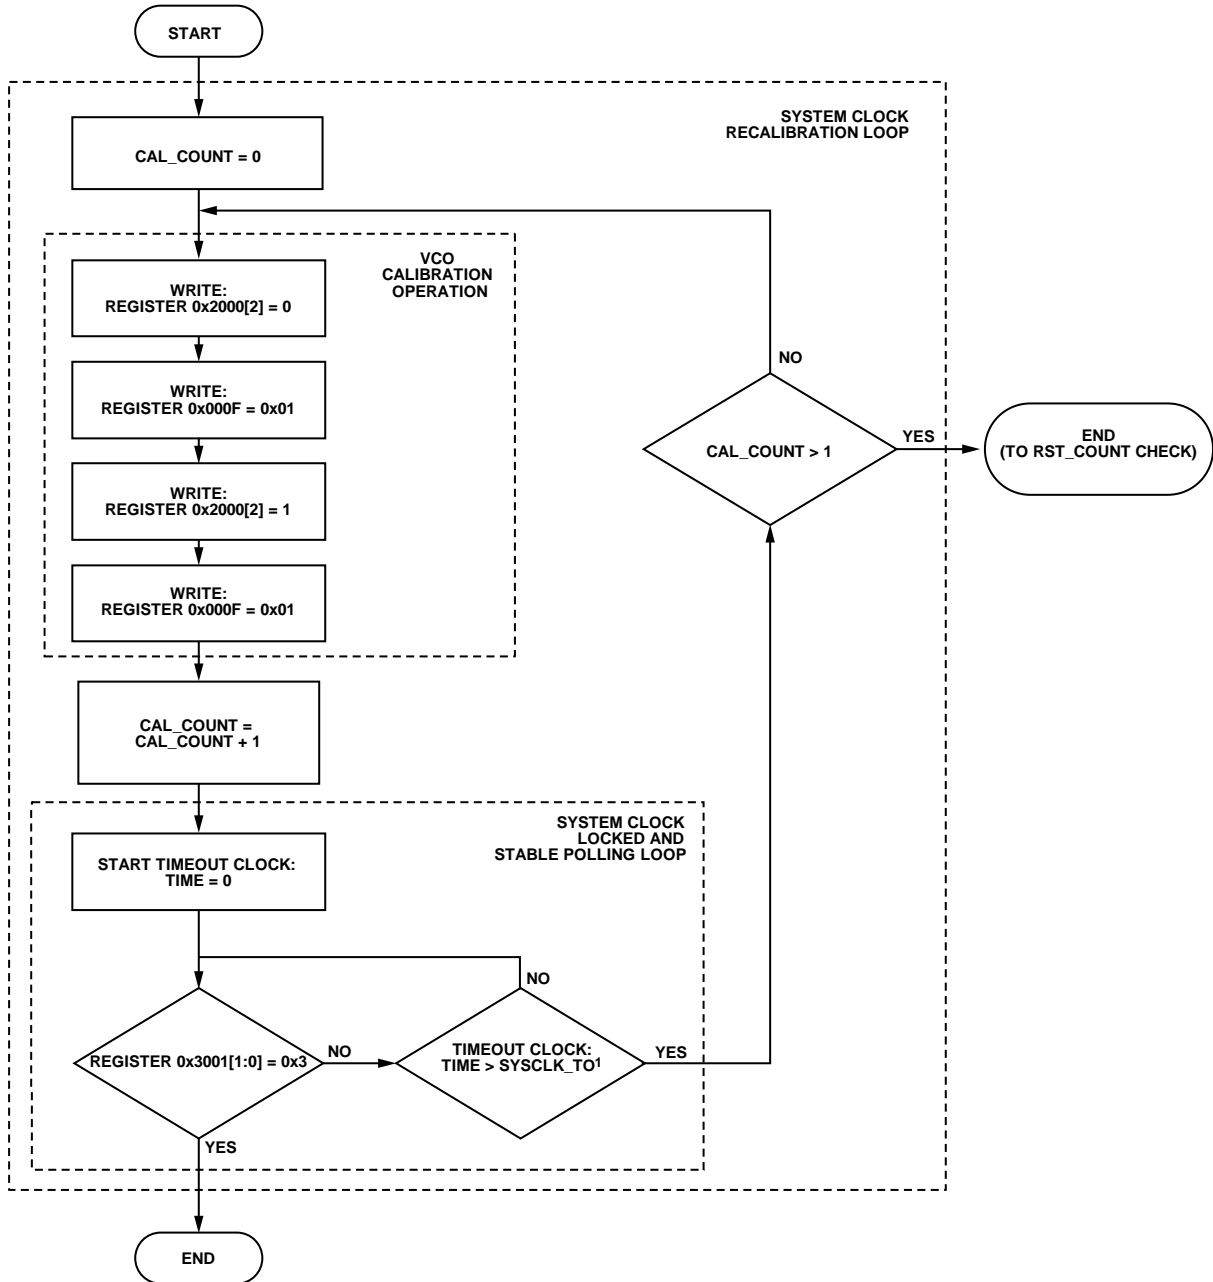 START
SYSTEM CLOCK
RECALIBRATION LOOP
CAL_COUNT = 0
VCO
CALIBRATION
OPERATION
WRITE:
REGISTER 0x2000[2] = 0
WRITE:
REGISTER 0x000F = 0x01
WRITE:
REGISTER 0x2000[2] = 1
WRITE:
REGISTER 0x000F = 0x01
NO
CAL_COUNT > 1
YES
END
(TO RST_COUNT CHECK)
CAL_COUNT =
CAL_COUNT + 1
SYSTEM CLOCK
LOCKED AND
STABLE POLLING LOOP
START TIMEOUT CLOCK:
TIME = 0
NO
REGISTER 0x3001[1:0] = 0x3
NO
TIMEOUT CLOCK:
TIME > SYSCLK_TO¹
YES
YES
END